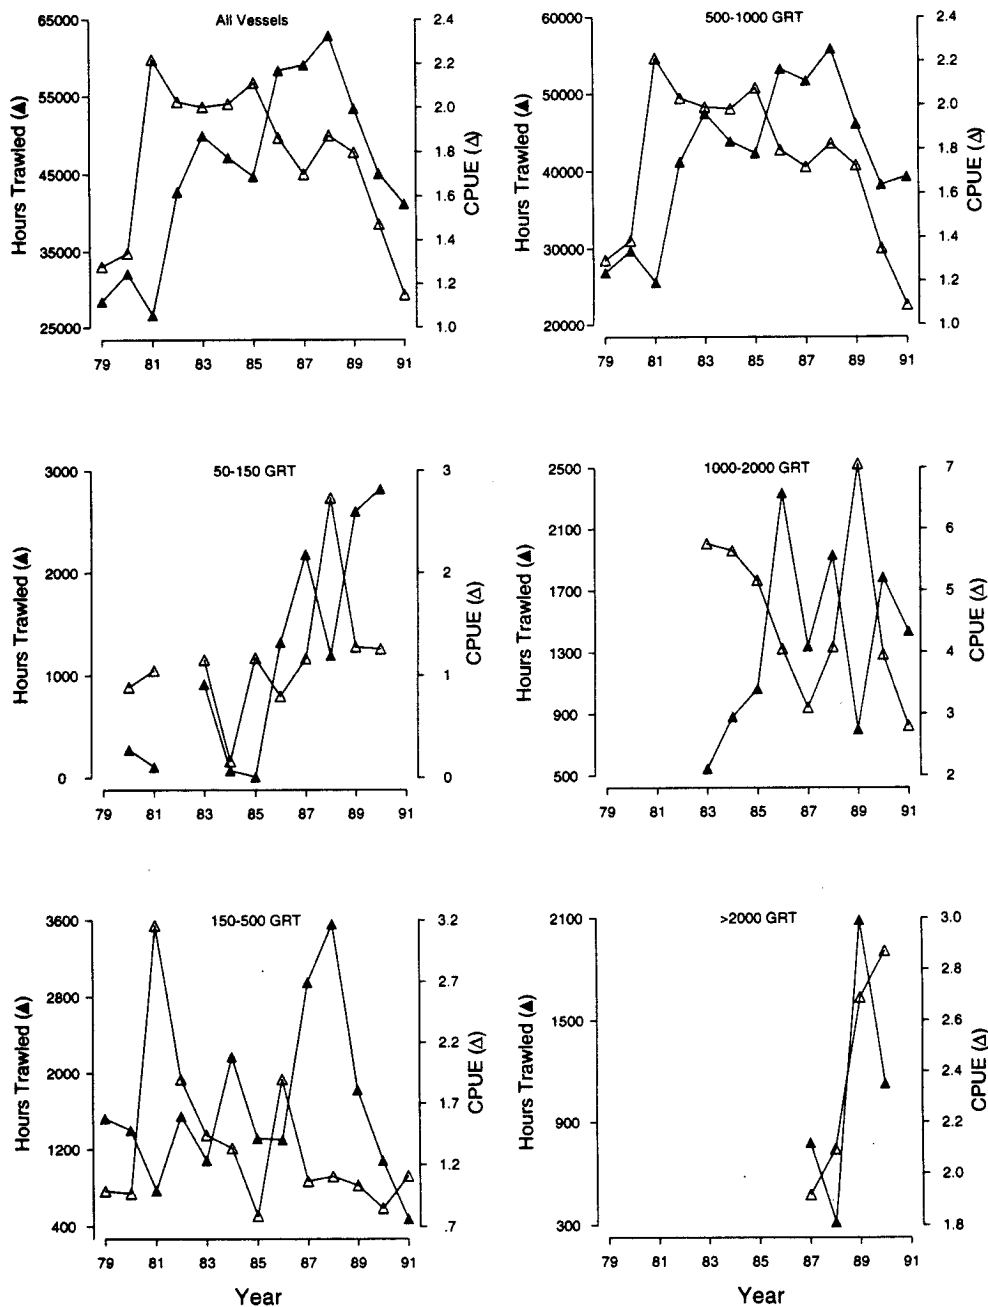 All Vessels
65000
55000
45000
35000
25000
Hours Trawled (▲)
2.4
2.2
2.0
1.8
1.6
1.4
1.2
1.0
CPUE (Δ)
79 81 83 85 87 89 91
500-1000 GRT
60000
50000
40000
30000
20000
Hours Trawled (▲)
2.4
2.2
2.0
1.8
1.6
1.4
1.2
1.0
CPUE (Δ)
79 81 83 85 87 89 91
50-150 GRT
3000
2000
1000
0
Hours Trawled (▲)
3
2
1
0
CPUE (Δ)
79 81 83 85 87 89 91
1000-2000 GRT
2500
2100
1700
1300
900
500
Hours Trawled (▲)
7
6
5
4
3
2
CPUE (Δ)
79 81 83 85 87 89 91
150-500 GRT
3600
2800
2000
1200
400
Hours Trawled (▲)
3.2
2.7
2.2
1.7
1.2
.7
CPUE (Δ)
79 81 83 85 87 89 91
Year
>2000 GRT
2100
1500
900
300
Hours Trawled (▲)
3.0
2.8
2.6
2.4
2.2
2.0
1.8
CPUE (Δ)
79 81 83 85 87 89 91
Year